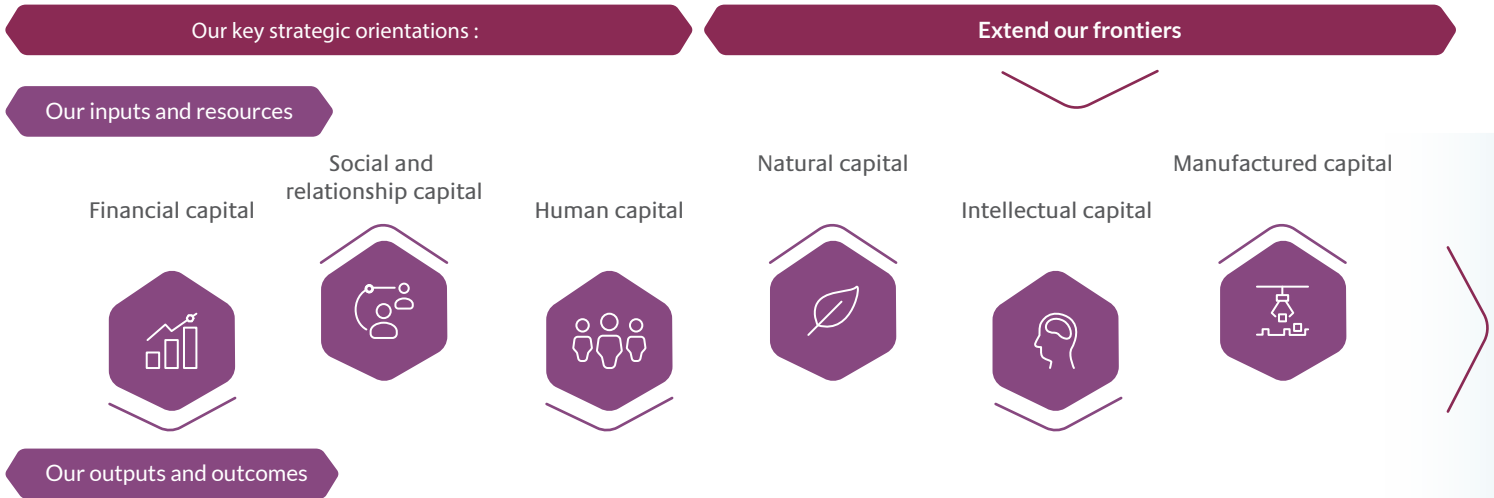 Our key strategic orientations :
Extend our frontiers
Our inputs and resources
Financial capital
Social and
relationship capital
Human capital
Natural capital
Intellectual capital
Manufactured capital
Our outputs and outcomes